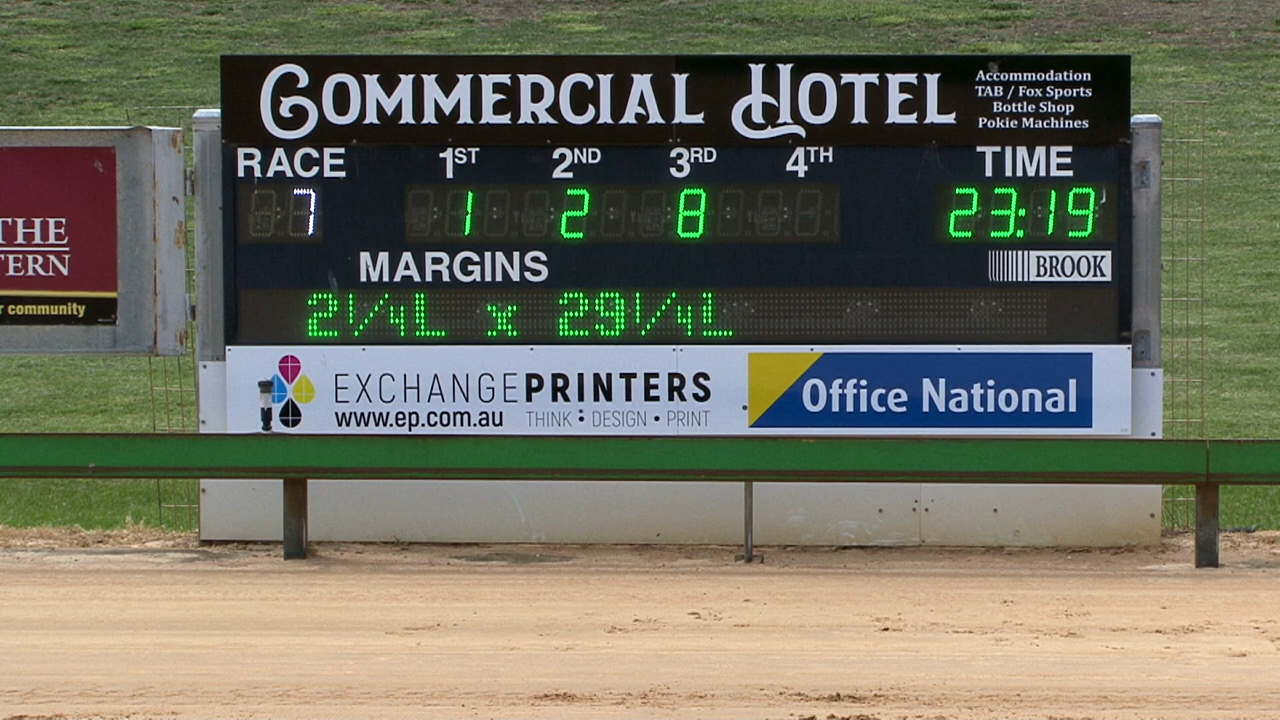 COMMERCIAL HOTEL
Accommodation
TAB / Fox Sports
Bottle Shop
Pokie Machines
RACE 1ST 2ND 3RD 4TH TIME
7 1 2 8 23:19
MARGINS
BROOK
2¼L x 29¼L
THE
TERN
r community
EXCHANGEPRINTERS
www.ep.com.au THINK : DESIGN • PRINT
Office National